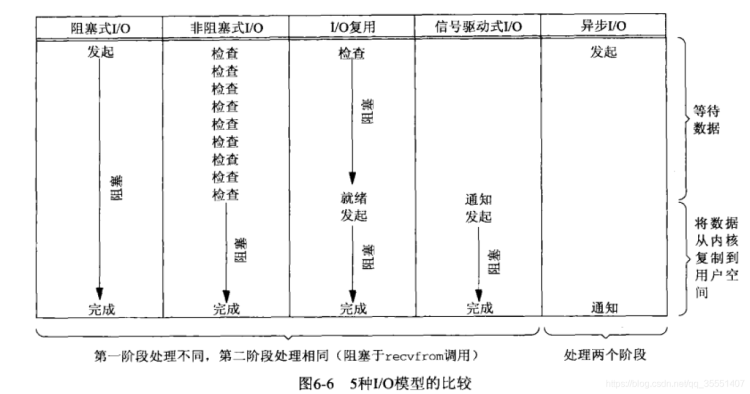 阻塞式I/O 非阻塞式I/O I/O复用 信号驱动式I/O 异步I/O
发起 检查 检查 发起
检查
检查
检查
检查
检查
检查
检查
检查
阻塞
等待
数据
阻塞
就绪 通知
发起 发起
阻塞 阻塞 阻塞
将数据
从内核
复制到
用户空
间
完成 完成 完成 完成 通知
第一阶段处理不同，第二阶段处理相同（阻塞于recvfrom调用） 处理两个阶段
图6-6 5种I/O模型的比较